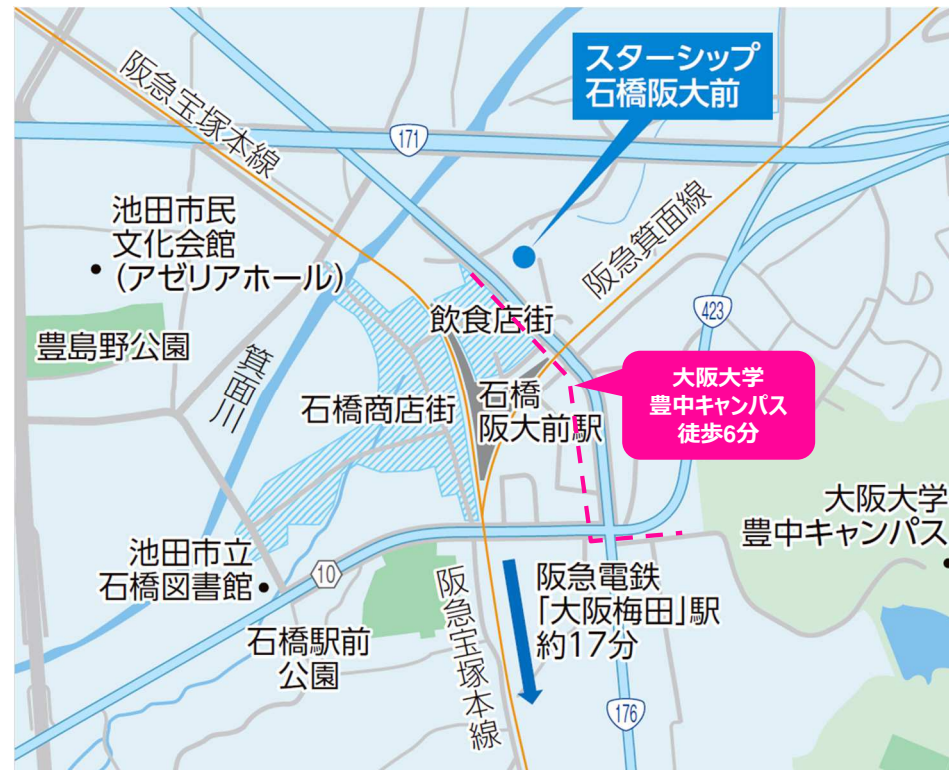 スターシップ
石橋阪大前
阪急宝塚本線
171
池田市民
文化会館
(アゼリアホール)
阪急箕面線
飲食店街
423
豊島野公園
箕面川
石橋商店街
石橋
阪大前駅
大阪大学
豊中キャンパス
徒歩6分
大阪大学
豊中キャンパス
池田市立
石橋図書館
10
阪急電鉄
「大阪梅田」駅
約17分
石橋駅前
公園
阪急宝塚本線
176